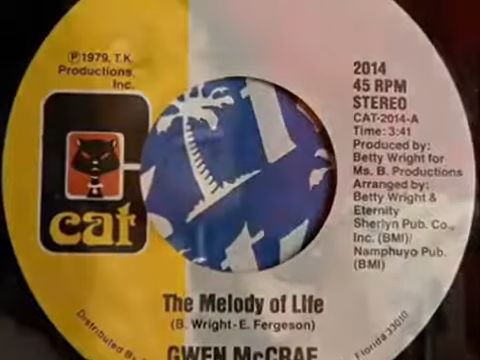 ℗1979, T.K.
Productions,
Inc.
cat
2014
45 RPM
STEREO
CAT-2014-A
Time: 3:41
Produced by:
Betty Wright for
Ms. B. Productions
Arranged by:
Betty Wright &
Eternity
Sherlyn Pub. Co.,
Inc. (BMI)/
Namphuyo Pub.
(BMI)
The Melody of Life
(B. Wright-E. Fergeson)
GWEN McCRAE
Distributed By
Florida 33010